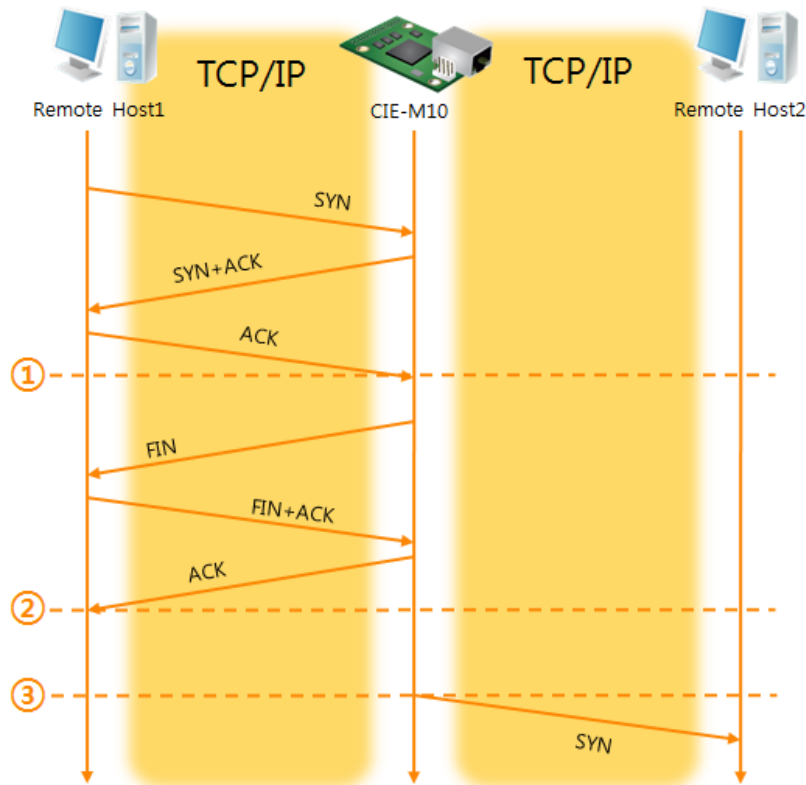 TCP/IP
TCP/IP
Remote Host1
CIE-M10
Remote Host2
SYN
SYN+ACK
ACK
①
FIN
FIN+ACK
ACK
②
③
SYN